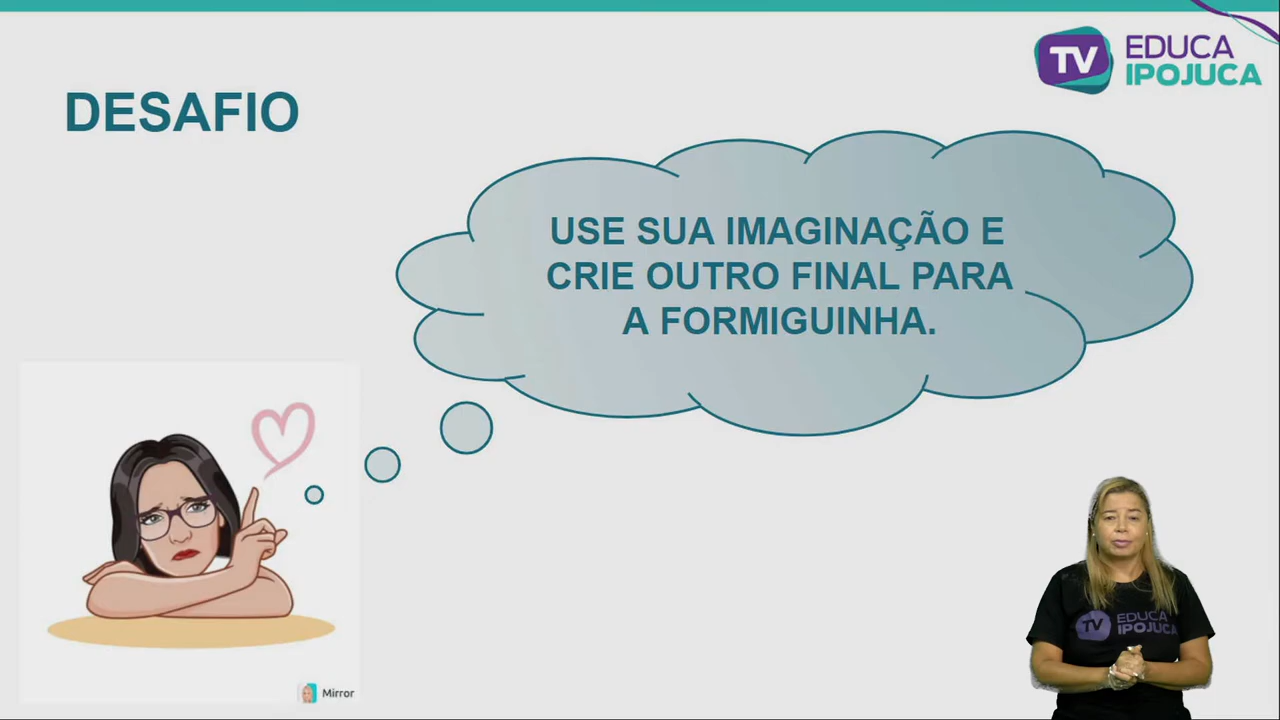 TV EDUCA
IPOJUCA
DESAFIO
USE SUA IMAGINAÇÃO E
CRIE OUTRO FINAL PARA
A FORMIGUINHA.
TV EDUCA
IPOJUCA
Mirror